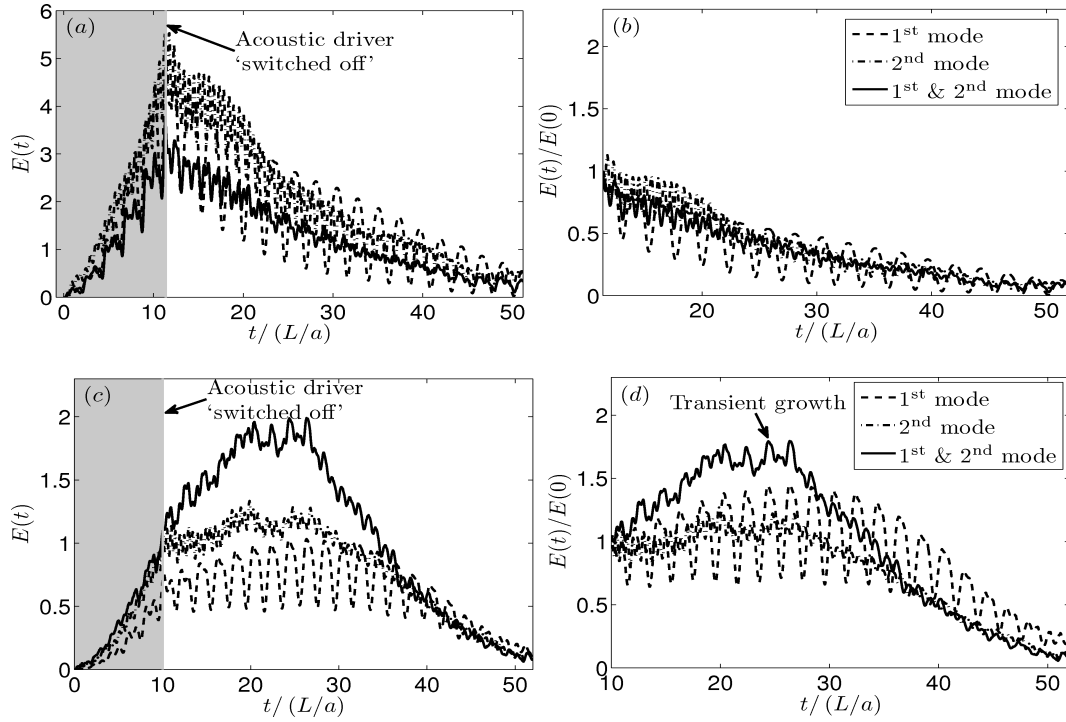 (a)
Acoustic driver
‘switched off’
E(t)
6
5
4
3
2
1
0
0 10 20 30 40 50
t/ (L/a)
(b)
1st mode
2nd mode
1st & 2nd mode
E(t)/E(0)
2
1.5
1
0.5
0
20 30 40 50
t/ (L/a)
(c)
Acoustic driver
‘switched off’
E(t)
2
1.5
1
0.5
0
0 10 20 30 40 50
t/ (L/a)
(d)
Transient growth
1st mode
2nd mode
1st & 2nd mode
E(t)/E(0)
2
1.5
1
0.5
0
10 20 30 40 50
t/ (L/a)